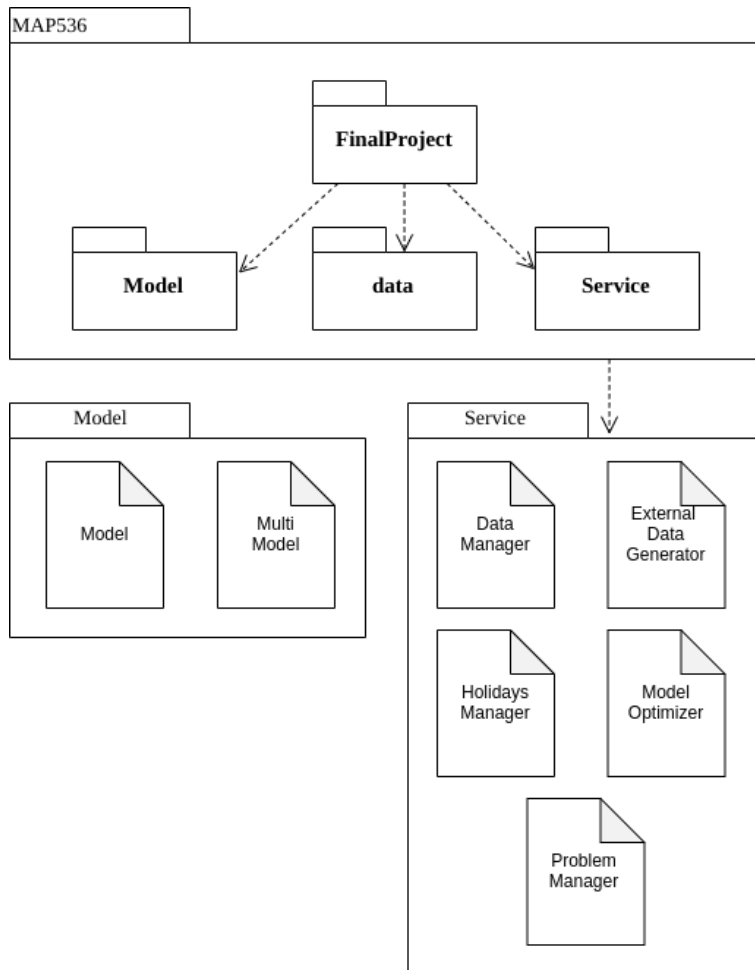 MAP536
FinalProject
Model
data
Service
Model
Service
Model
Multi
Model
Data
Manager
External
Data
Generator
Holidays
Manager
Model
Optimizer
Problem
Manager